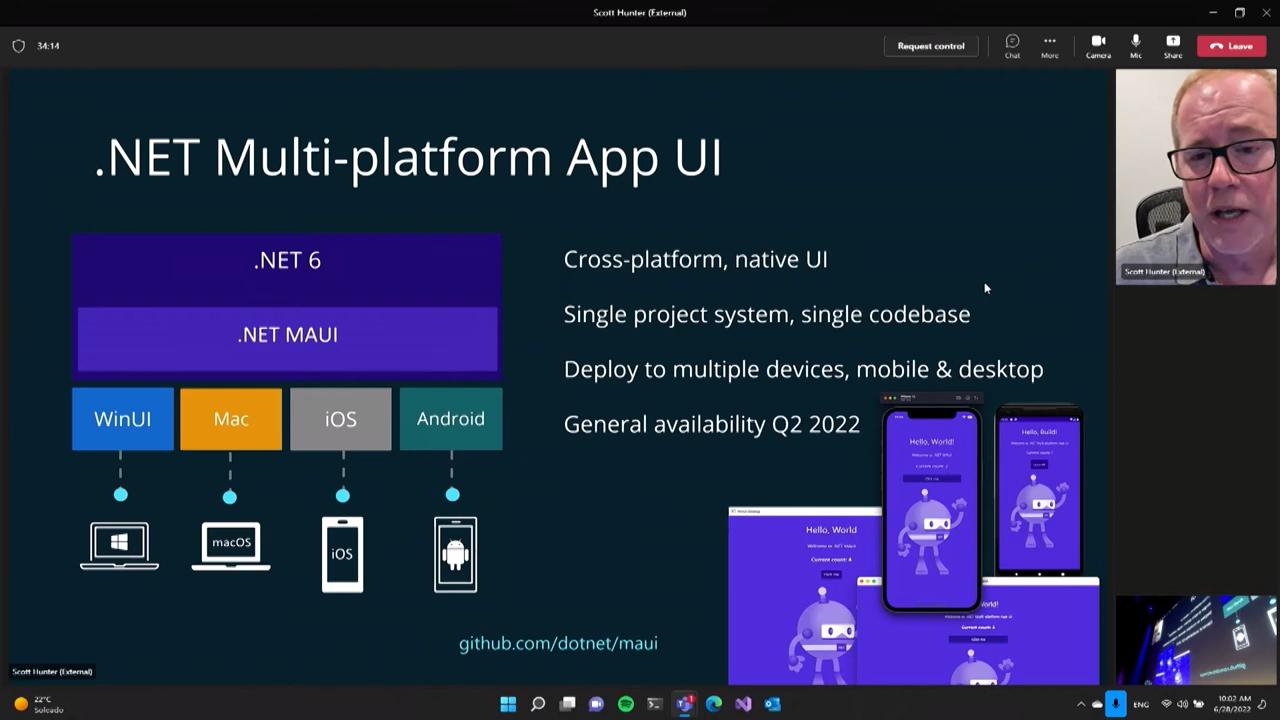 Scott Hunter (External)
34:14
Request control
Chat
More
Camera
Mic
Share
Leave
.NET Multi-platform App UI
.NET 6
.NET MAUI
WinUI
Mac
iOS
Android
macOS
iOS
Cross-platform, native UI
Single project system, single codebase
Deploy to multiple devices, mobile & desktop
General availability Q2 2022
Hello, World!
Hello, Build!
Hello, World
Current count: 4
github.com/dotnet/maui
Scott Hunter (External)
Scott Hunter (External)
22°C
Soleado
ENG
10:02 AM
6/28/2022